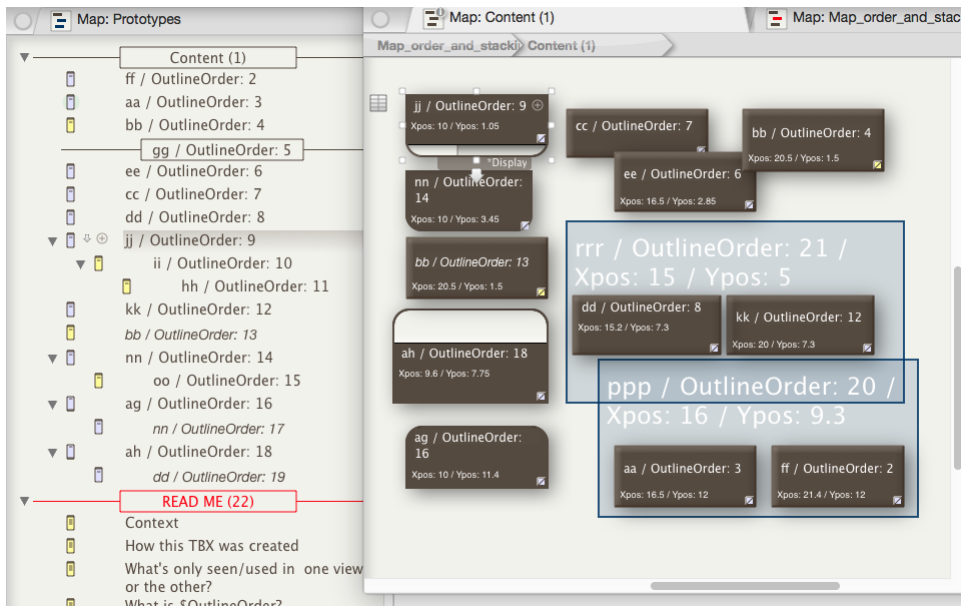 Map: Prototypes
Content (1)
ff / OutlineOrder: 2
aa / OutlineOrder: 3
bb / OutlineOrder: 4
gg / OutlineOrder: 5
ee / OutlineOrder: 6
cc / OutlineOrder: 7
dd / OutlineOrder: 8
jj / OutlineOrder: 9
ii / OutlineOrder: 10
hh / OutlineOrder: 11
kk / OutlineOrder: 12
bb / OutlineOrder: 13
nn / OutlineOrder: 14
oo / OutlineOrder: 15
ag / OutlineOrder: 16
nn / OutlineOrder: 17
ah / OutlineOrder: 18
dd / OutlineOrder: 19
READ ME (22)
Context
How this TBX was created
What's only seen/used in one view
or the other?
What is $OutlineOrder?
Map: Content (1)
Map: Map_order_and_stac
Map_order_and_stacki
Content (1)
jj / OutlineOrder: 9
Xpos: 10 / Ypos: 1.05
*Display
nn / OutlineOrder:
14
Xpos: 10 / Ypos: 3.45
bb / OutlineOrder: 13
Xpos: 20.5 / Ypos: 1.5
ah / OutlineOrder: 18
Xpos: 9.6 / Ypos: 7.75
ag / OutlineOrder:
16
Xpos: 10 / Ypos: 11.4
cc / OutlineOrder: 7
ee / OutlineOrder: 6
Xpos: 16.5 / Ypos: 2.85
bb / OutlineOrder: 4
Xpos: 20.5 / Ypos: 1.5
rrr / OutlineOrder: 21 /
Xpos: 15 / Ypos: 5
dd / OutlineOrder: 8
Xpos: 15.2 / Ypos: 7.3
kk / OutlineOrder: 12
Xpos: 20 / Ypos: 7.3
ppp / OutlineOrder: 20 /
Xpos: 16 / Ypos: 9.3
aa / OutlineOrder: 3
Xpos: 16.5 / Ypos: 12
ff / OutlineOrder: 2
Xpos: 21.4 / Ypos: 12